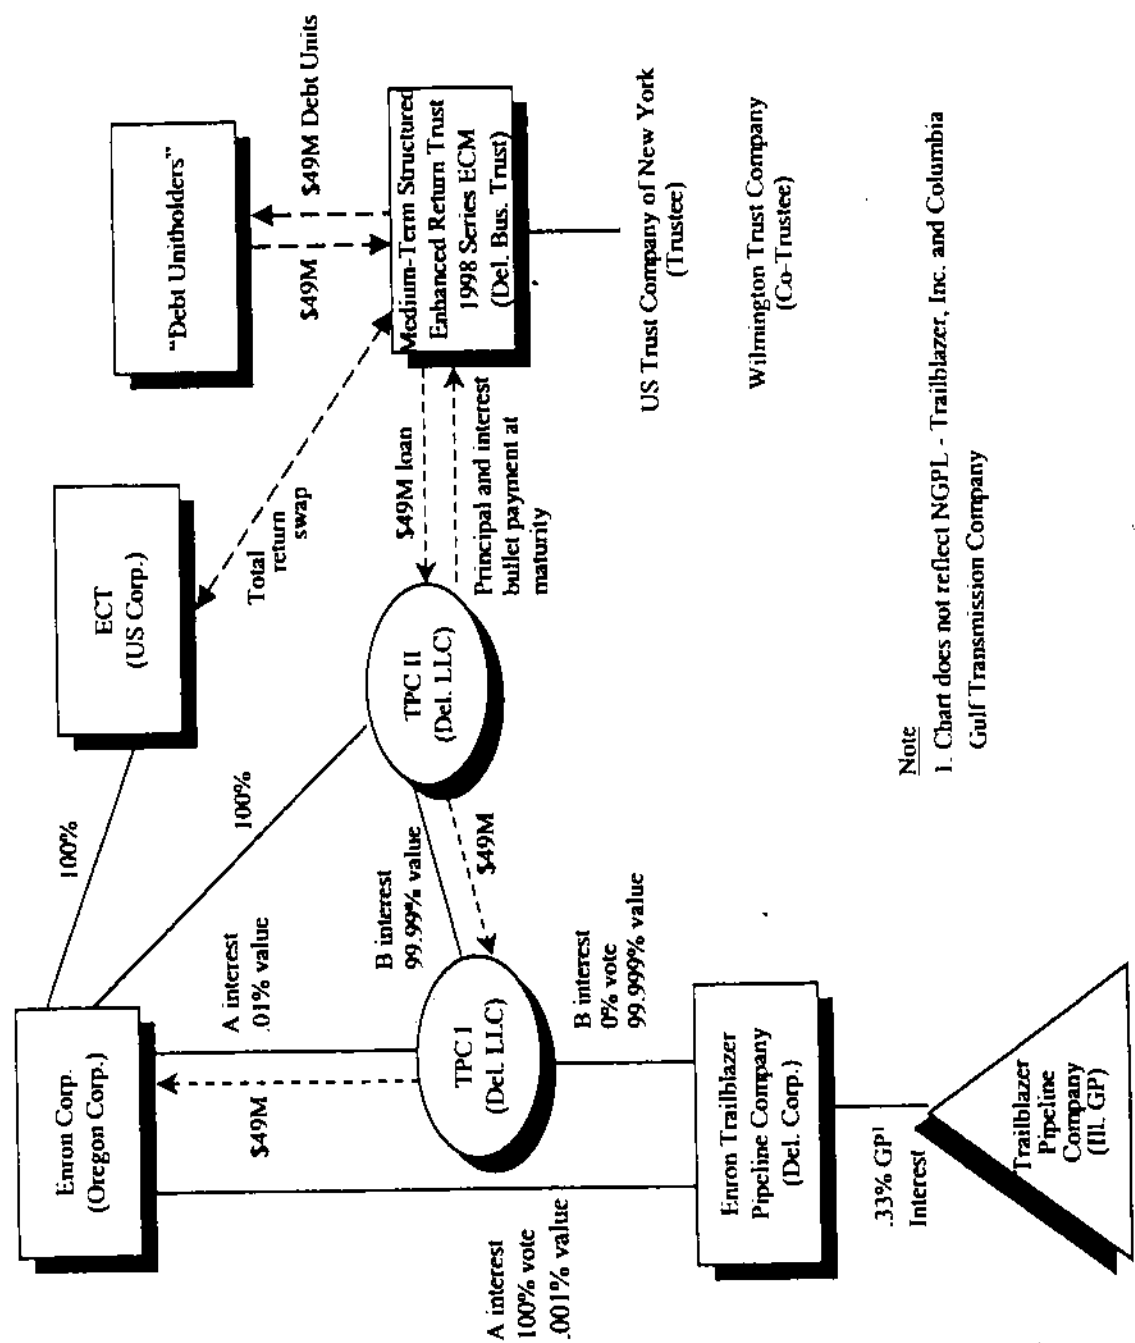 Enron Corp.
(Oregon Corp.)
100%
ECT
(US Corp.)
"Debt Unitholders"
Total
return
swap
$49M
$49M Debt Units
100%
A interest
.01% value
$49M
A interest
100% vote
.001% value
B interest
99.99% value
TPC II
(Del. LLC)
$49M loan
Principal and interest
bullet payment at
maturity
Medium-Term Structured
Enhanced Return Trust
1998 Series ECM
(Del. Bus. Trust)
$49M
TPC I
(Del. LLC)
B interest
0% vote
99.999% value
US Trust Company of New York
(Trustee)
Wilmington Trust Company
(Co-Trustee)
Enron Trailblazer
Pipeline Company
(Del. Corp.)
.33% GP¹
Interest
Trailblazer
Pipeline
Company
(Ill. GP)
Note
1. Chart does not reflect NGPL - Trailblazer, Inc. and Columbia
Gulf Transmission Company